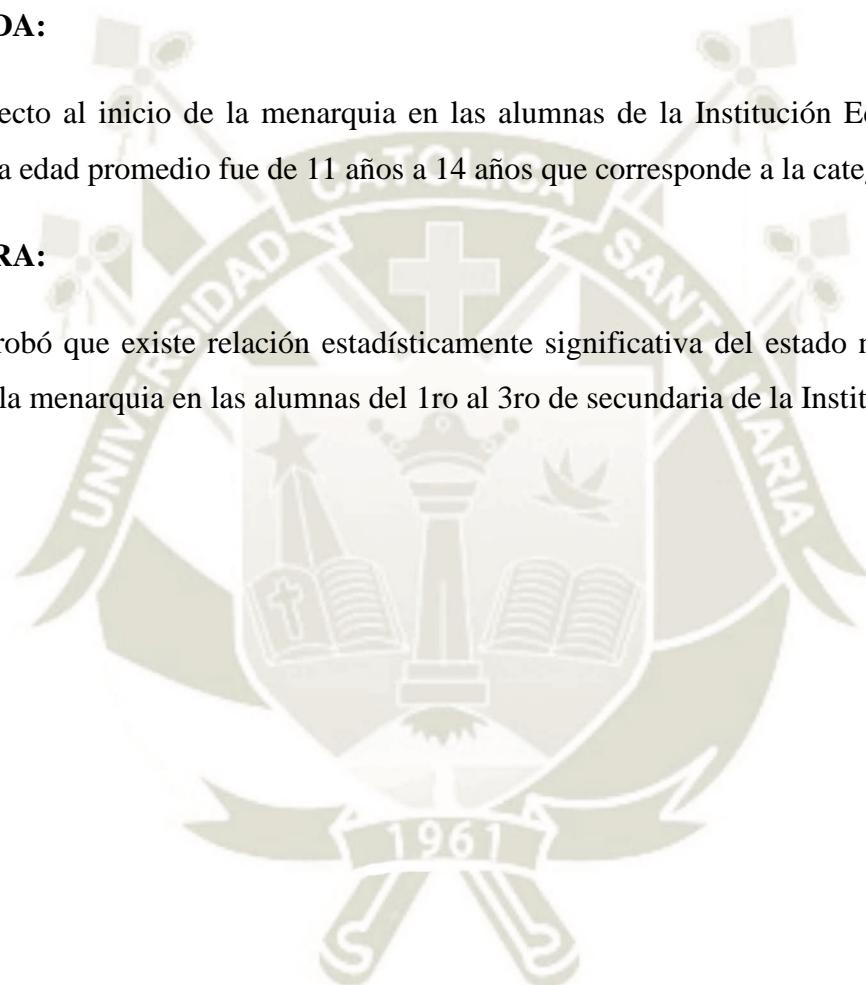 DA:
ecto al inicio de la menarquia en las alumnas de la Institución Ed
a edad promedio fue de 11 años a 14 años que corresponde a la cate
RA:
robó que existe relación estadísticamente significativa del estado n
la menarquia en las alumnas del 1ro al 3ro de secundaria de la Instit
UNIVERSIDAD CATOLICA SANTA MARIA
1961